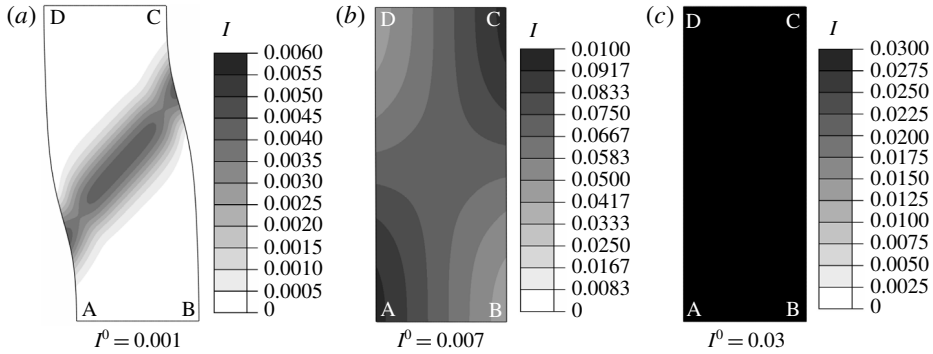 (a)
D C
A B
I
0.0060
0.0055
0.0050
0.0045
0.0040
0.0035
0.0030
0.0025
0.0020
0.0015
0.0010
0.0005
0
I⁰ = 0.001
(b)
D C
A B
I
0.0100
0.0917
0.0833
0.0750
0.0667
0.0583
0.0500
0.0417
0.0333
0.0250
0.0167
0.0083
0
I⁰ = 0.007
(c)
D C
A B
I
0.0300
0.0275
0.0250
0.0225
0.0200
0.0175
0.0150
0.0125
0.0100
0.0075
0.0050
0.0025
0
I⁰ = 0.03